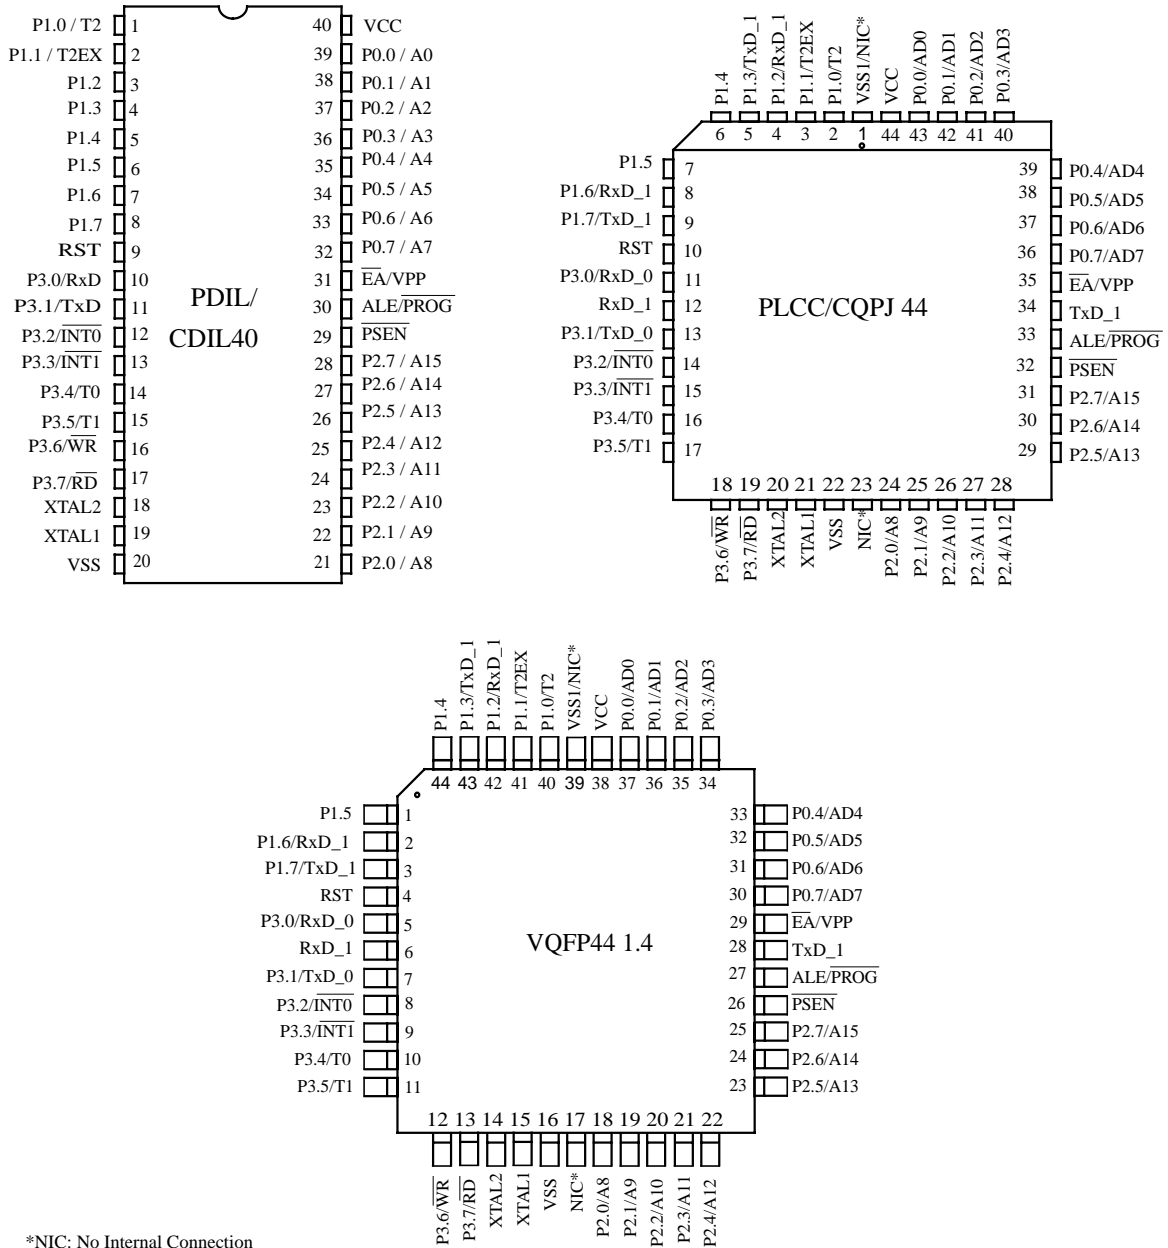 P1.0 / T2 1 40 VCC
P1.1 / T2EX 2 39 P0.0 / A0
P1.2 3 38 P0.1 / A1
P1.3 4 37 P0.2 / A2
P1.4 5 36 P0.3 / A3
P1.5 6 35 P0.4 / A4
P1.6 7 34 P0.5 / A5
P1.7 8 33 P0.6 / A6
RST 9 32 P0.7 / A7
P3.0/RxD 10 31 EA/VPP
P3.1/TxD 11 30 ALE/PROG
P3.2/INT0 12 29 PSEN
P3.3/INT1 13 28 P2.7 / A15
P3.4/T0 14 27 P2.6 / A14
P3.5/T1 15 26 P2.5 / A13
P3.6/WR 16 25 P2.4 / A12
P3.7/RD 17 24 P2.3 / A11
XTAL2 18 23 P2.2 / A10
XTAL1 19 22 P2.1 / A9
VSS 20 21 P2.0 / A8
PDIL/
CDIL40
P1.4 P1.3/TxD_1 P1.2/RxD_1 P1.1/T2EX P1.0/T2 VSS1/NIC* VCC P0.0/AD0 P0.1/AD1 P0.2/AD2 P0.3/AD3
6 5 4 3 2 1 44 43 42 41 40
P1.5 7 39 P0.4/AD4
P1.6/RxD_1 8 38 P0.5/AD5
P1.7/TxD_1 9 37 P0.6/AD6
RST 10 36 P0.7/AD7
P3.0/RxD_0 11 35 EA/VPP
RxD_1 12 34 TxD_1
P3.1/TxD_0 13 33 ALE/PROG
P3.2/INT0 14 32 PSEN
P3.3/INT1 15 31 P2.7/A15
P3.4/T0 16 30 P2.6/A14
P3.5/T1 17 29 P2.5/A13
PLCC/CQPJ 44
18 19 20 21 22 23 24 25 26 27 28
P3.6/WR P3.7/RD XTAL2 XTAL1 VSS NIC* P2.0/A8 P2.1/A9 P2.2/A10 P2.3/A11 P2.4/A12
P1.4 P1.3/TxD_1 P1.2/RxD_1 P1.1/T2EX P1.0/T2 VSS1/NIC* VCC P0.0/AD0 P0.1/AD1 P0.2/AD2 P0.3/AD3
44 43 42 41 40 39 38 37 36 35 34
P1.5 1 33 P0.4/AD4
P1.6/RxD_1 2 32 P0.5/AD5
P1.7/TxD_1 3 31 P0.6/AD6
RST 4 30 P0.7/AD7
P3.0/RxD_0 5 29 EA/VPP
RxD_1 6 28 TxD_1
P3.1/TxD_0 7 27 ALE/PROG
P3.2/INT0 8 26 PSEN
P3.3/INT1 9 25 P2.7/A15
P3.4/T0 10 24 P2.6/A14
P3.5/T1 11 23 P2.5/A13
VQFP44 1.4
12 13 14 15 16 17 18 19 20 21 22
P3.6/WR P3.7/RD XTAL2 XTAL1 VSS NIC* P2.0/A8 P2.1/A9 P2.2/A10 P2.3/A11 P2.4/A12
*NIC: No Internal Connection